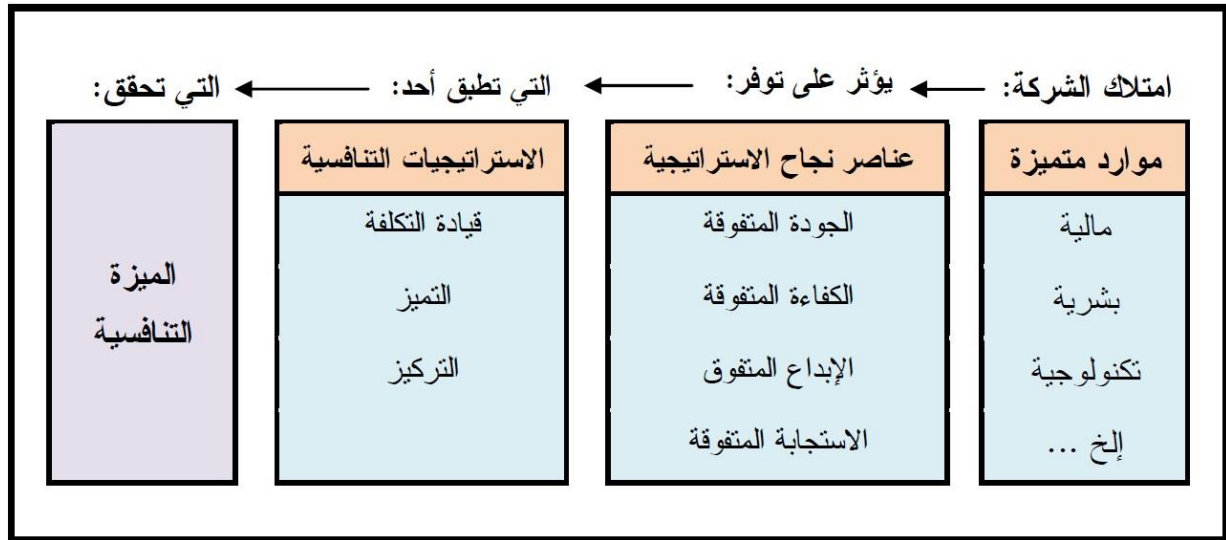 امتلاك الشركة:
يؤثر على توفر:
التي تطبق أحد:
التي تحقق:
موارد متميزة
مالية
بشرية
تكنولوجية
إلخ ...
عناصر نجاح الاستراتيجية
الجودة المتفوقة
الكفاءة المتفوقة
الإبداع المتفوق
الاستجابة المتفوقة
الاستراتيجيات التنافسية
قيادة التكلفة
التميز
التركيز
الميزة
التنافسية